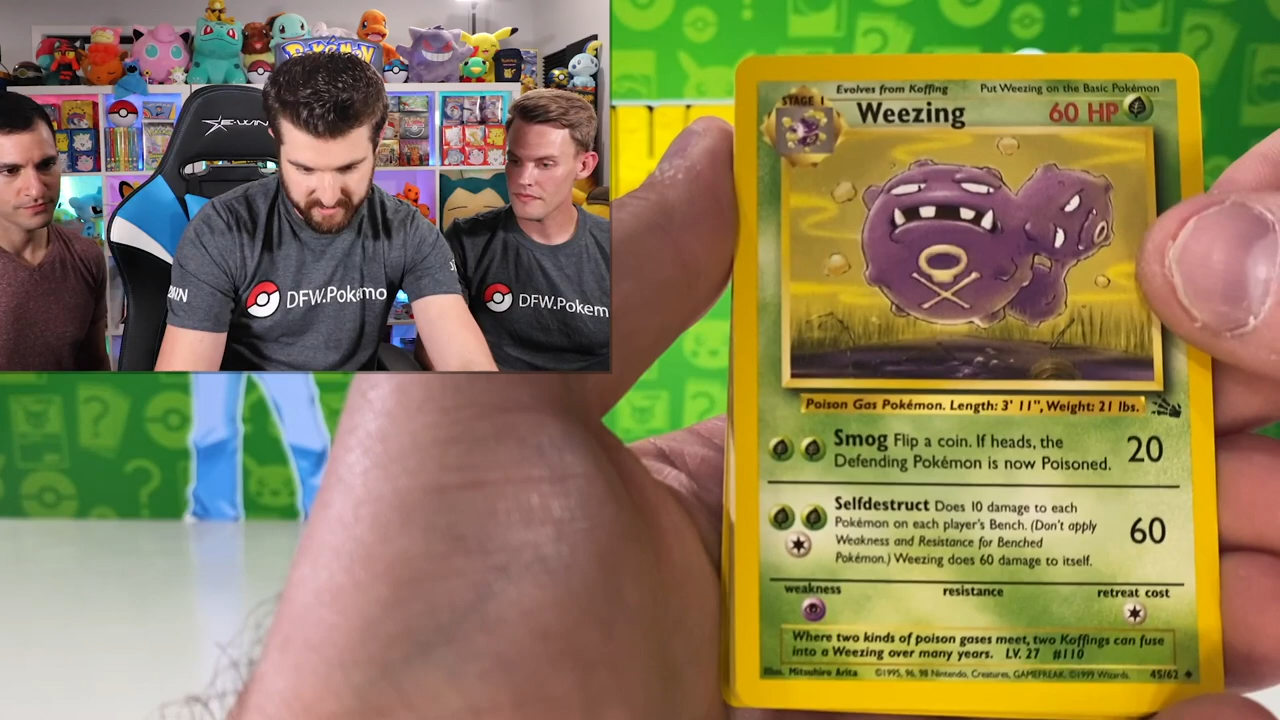 POKéMON
E-WIN
WIN
DFW.Pokemo
DFW.Pokem
Evolves from Koffing
Put Weezing on the Basic Pokémon
STAGE 1
Weezing
60 HP
Poison Gas Pokémon. Length: 3' 11", Weight: 21 lbs.
Smog Flip a coin. If heads, the
Defending Pokémon is now Poisoned.
20
Selfdestruct Does 10 damage to each
Pokémon on each player's Bench. (Don't apply
Weakness and Resistance for Benched
Pokémon.) Weezing does 60 damage to itself.
60
weakness
resistance
retreat cost
Where two kinds of poison gases meet, two Koffings can fuse
into a Weezing over many years. LV. 27 #110
Illus. Mitsuhiro Arita
©1995, 96, 98 Nintendo, Creatures, GAMEFREAK. ©1999 Wizards.
45/62